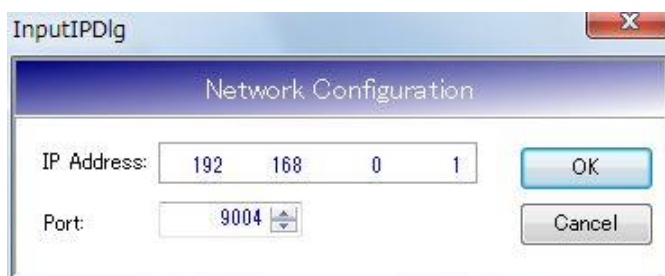 InputIPDlg
Network Configuration
IP Address: 192 168 0 1
OK
Port: 9004
Cancel